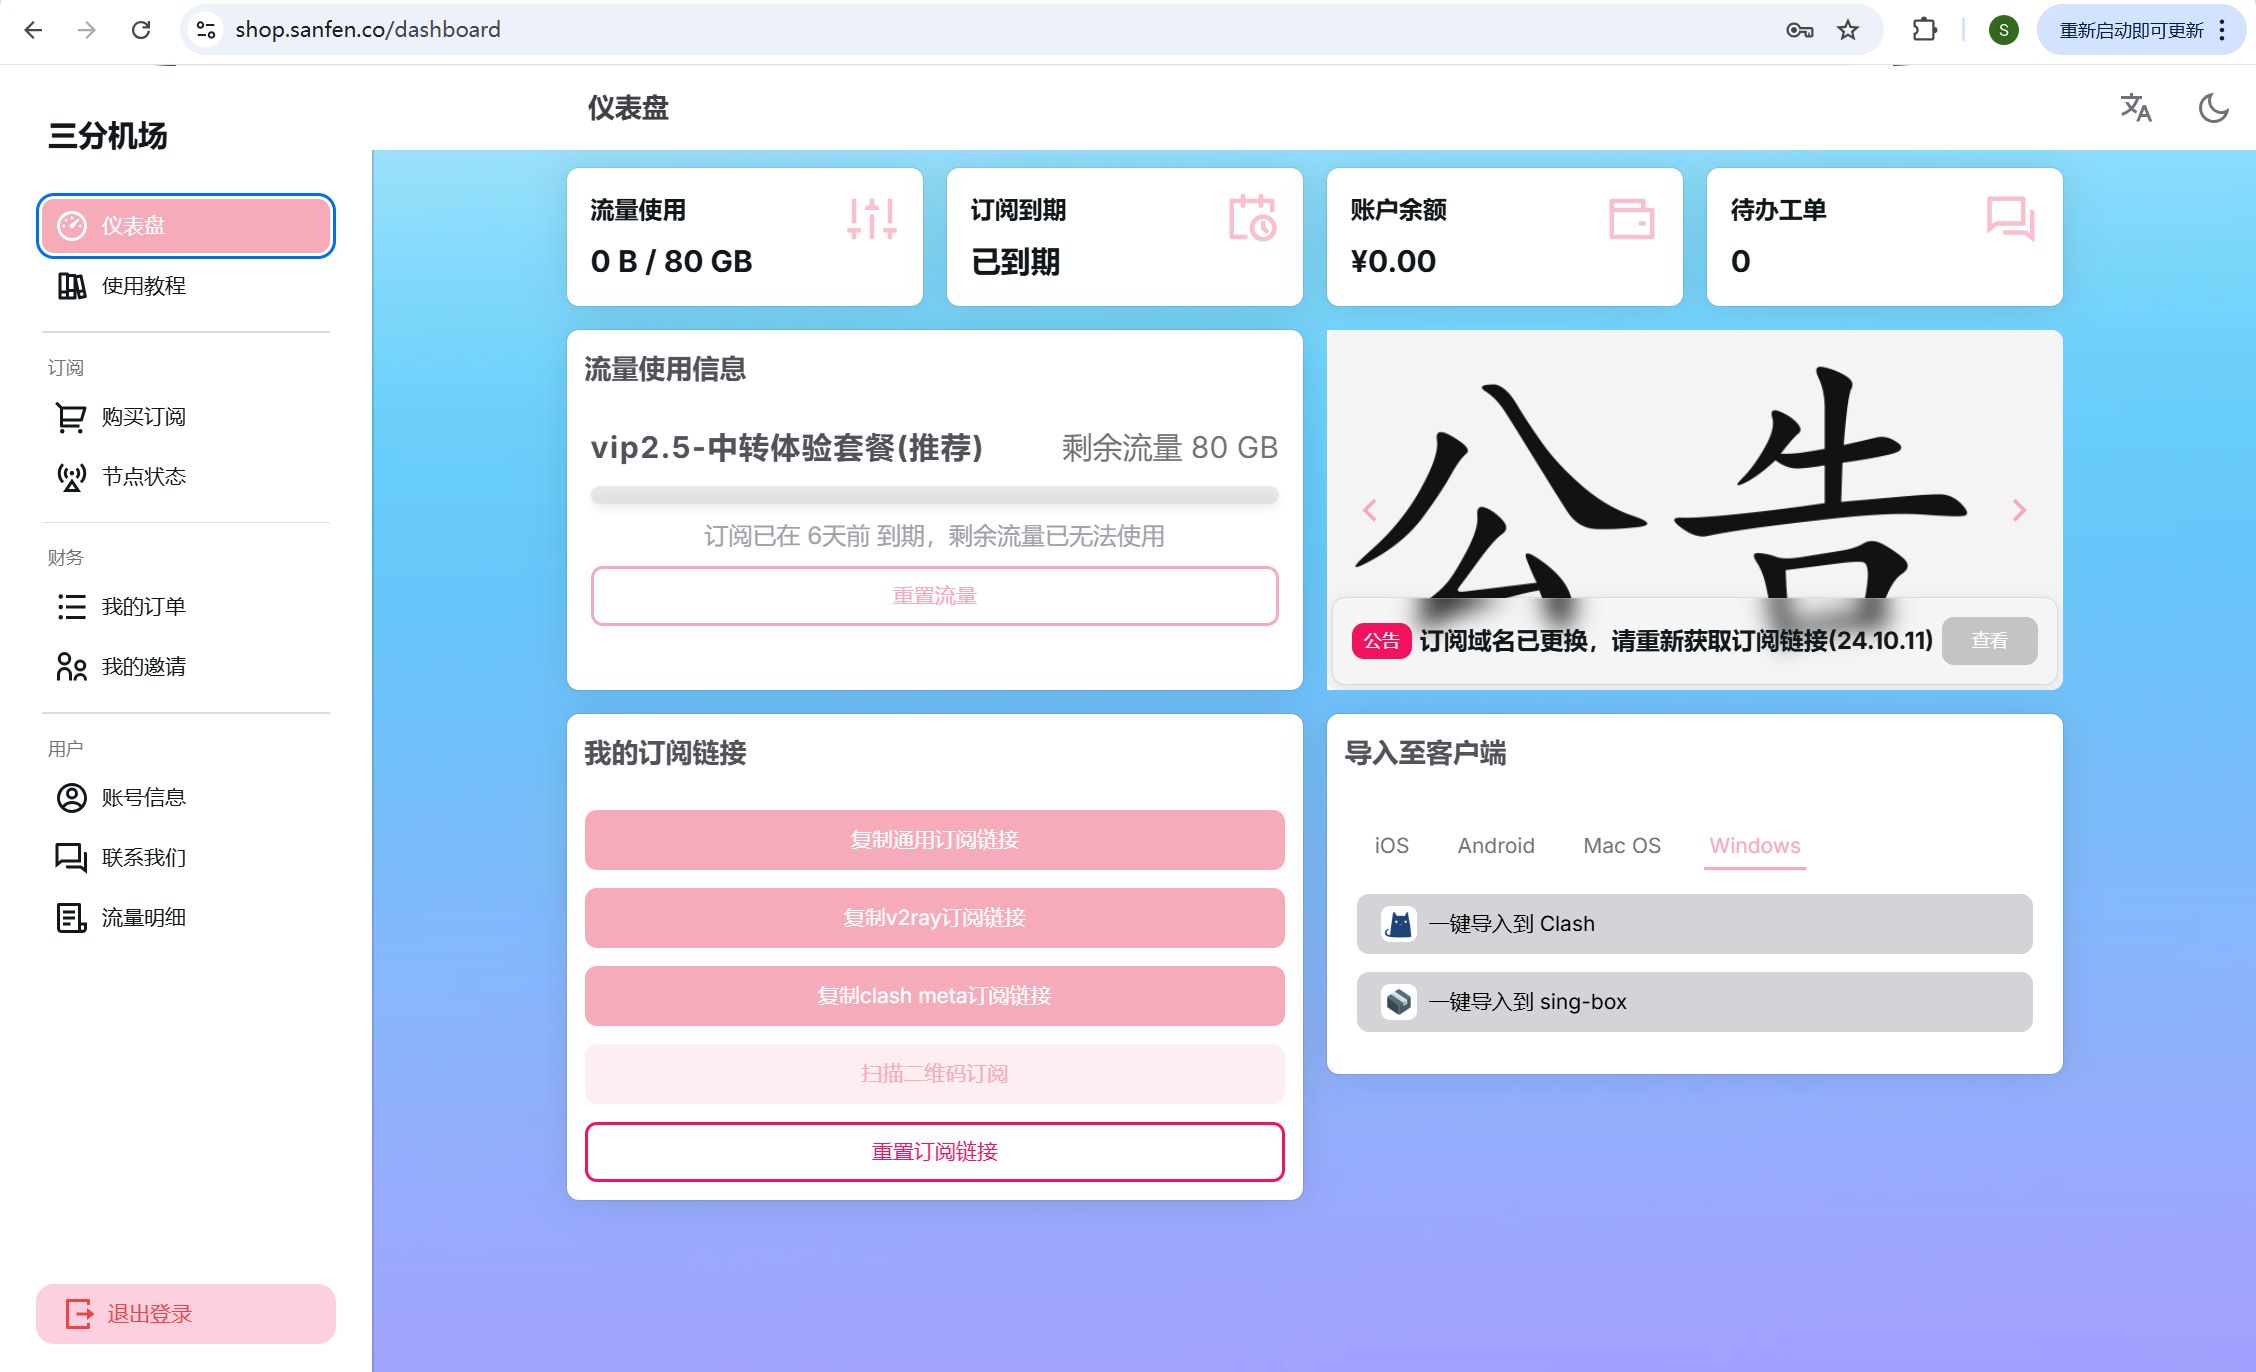 shop.sanfen.co/dashboard
S
重新启动即可更新
三分机场
仪表盘
使用教程
订阅
购买订阅
节点状态
财务
我的订单
我的邀请
用户
账号信息
联系我们
流量明细
退出登录
仪表盘
流量使用
0 B / 80 GB
订阅到期
已到期
账户余额
¥0.00
待办工单
0
流量使用信息
vip2.5-中转体验套餐(推荐) 剩余流量 80 GB
订阅已在 6天前 到期，剩余流量已无法使用
重置流量
公告
公告 订阅域名已更换，请重新获取订阅链接(24.10.11) 查看
我的订阅链接
复制通用订阅链接
复制v2ray订阅链接
复制clash meta订阅链接
扫描二维码订阅
重置订阅链接
导入至客户端
iOS Android Mac OS Windows
一键导入到 Clash
一键导入到 sing-box